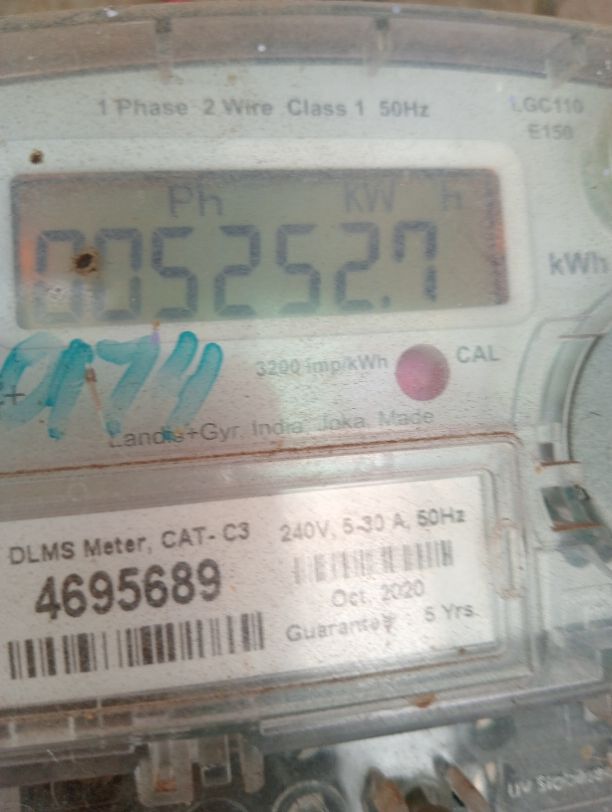 1 Phase 2 Wire Class 1 50Hz
LGC110
E150
Ph kW h
005252.7
kWh
9174
3200 imp/kWh
CAL
Landis+Gyr, India, Joka, Made
DLMS Meter, CAT- C3
4695689
240V, 5-30 A, 50Hz
Oct. 2020
Guarantee : 5 Yrs.